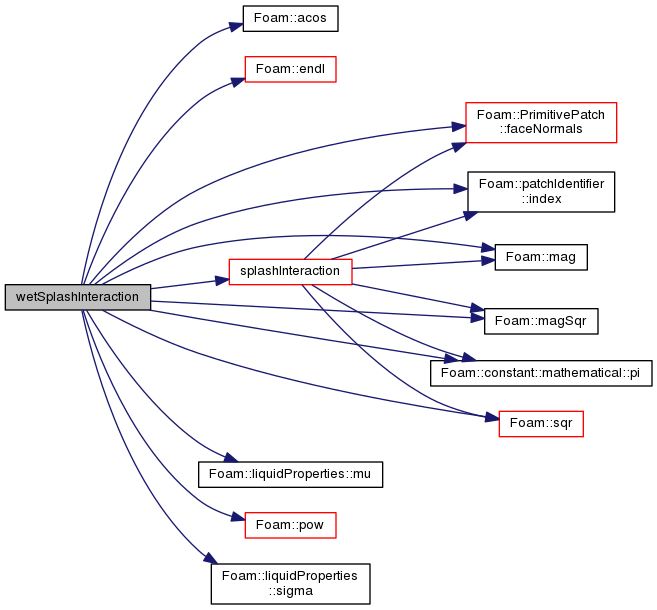 Foam::acos
Foam::endl
Foam::PrimitivePatch
::faceNormals
Foam::patchIdentifier
::index
Foam::mag
splashInteraction
wetSplashInteraction
Foam::magSqr
Foam::constant::mathematical::pi
Foam::sqr
Foam::liquidProperties::mu
Foam::pow
Foam::liquidProperties
::sigma